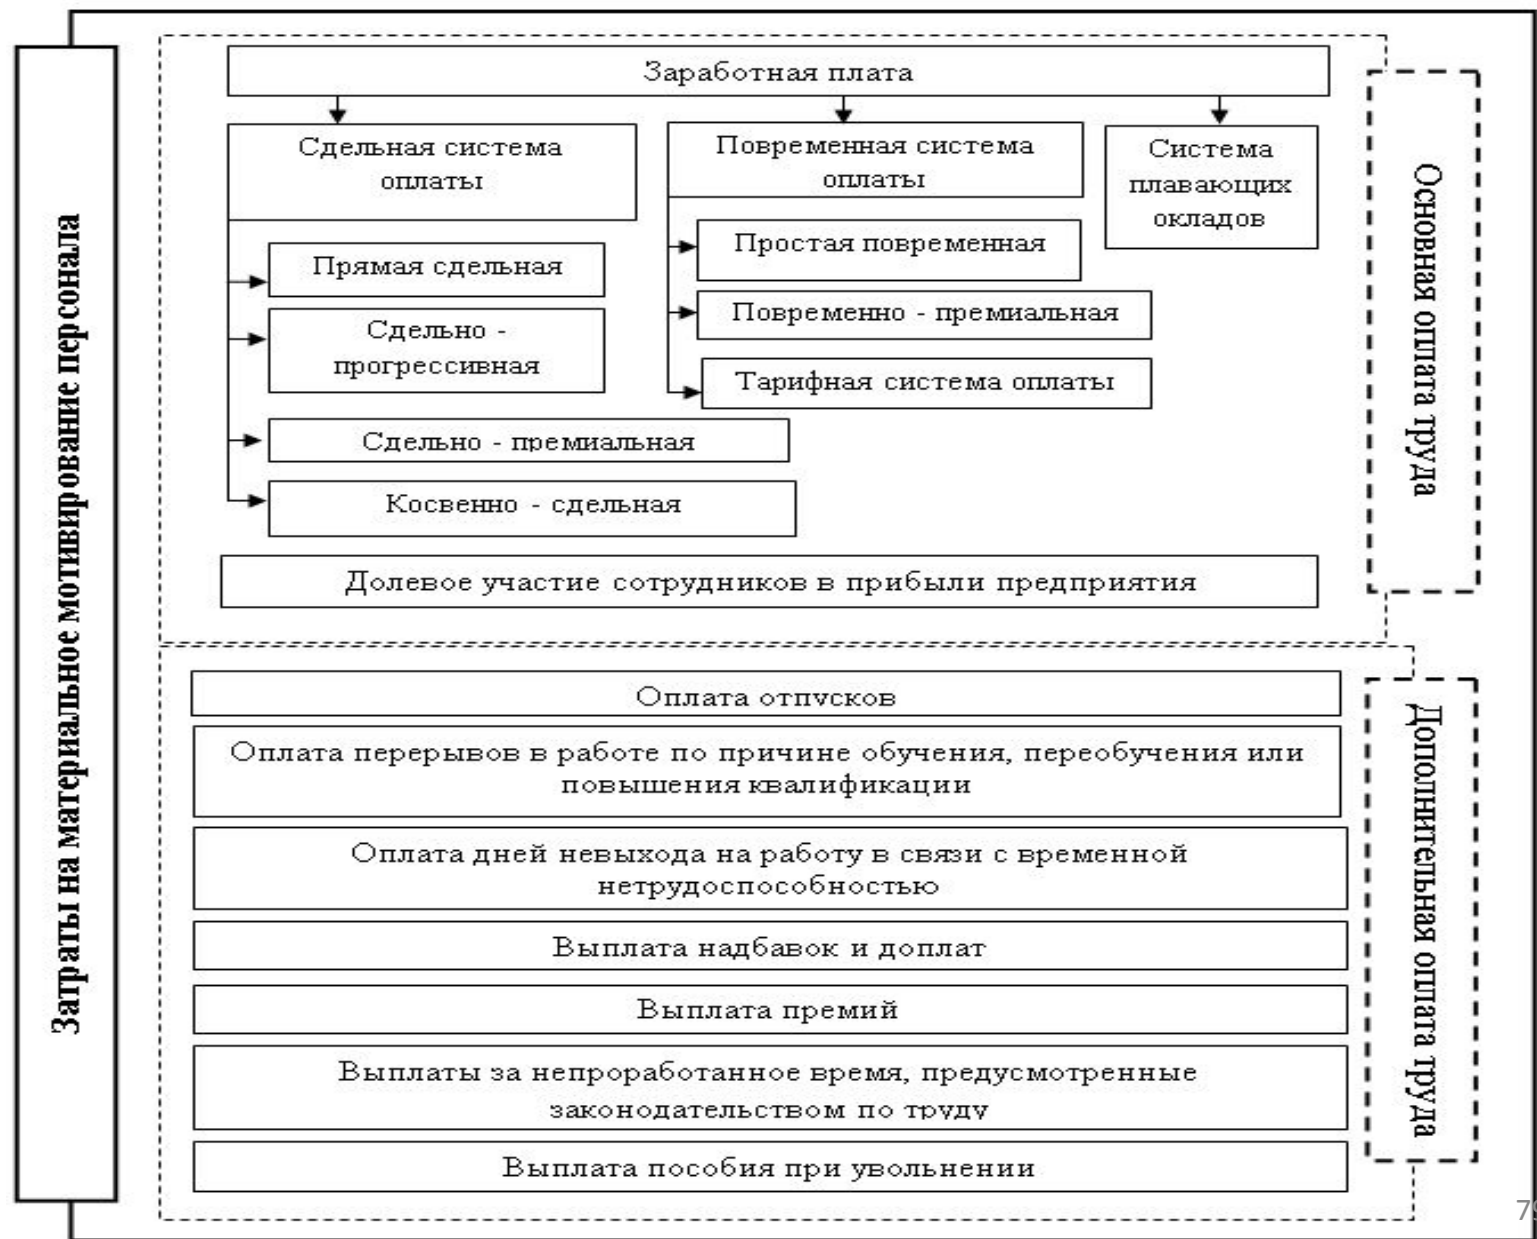 Затраты на материальное мотивирование персонала
Заработная плата
Сдельная система
оплаты
Прямая сдельная
Сдельно -
прогрессивная
Сдельно - премиальная
Косвенно - сдельная
Повременная система
оплаты
Простая повременная
Повременно - премиальная
Тарифная система оплаты
Система
плавающих
окладов
Долевое участие сотрудников в прибыли предприятия
Основная оплата труда
Оплата отпусков
Оплата перерывов в работе по причине обучения, переобучения или
повышения квалификации
Оплата дней невыхода на работу в связи с временной
нетрудоспособностью
Выплата надбавок и доплат
Выплата премий
Выплаты за непроработанное время, предусмотренные
законодательством по труду
Выплата пособия при увольнении
Дополнительная оплата труда
79